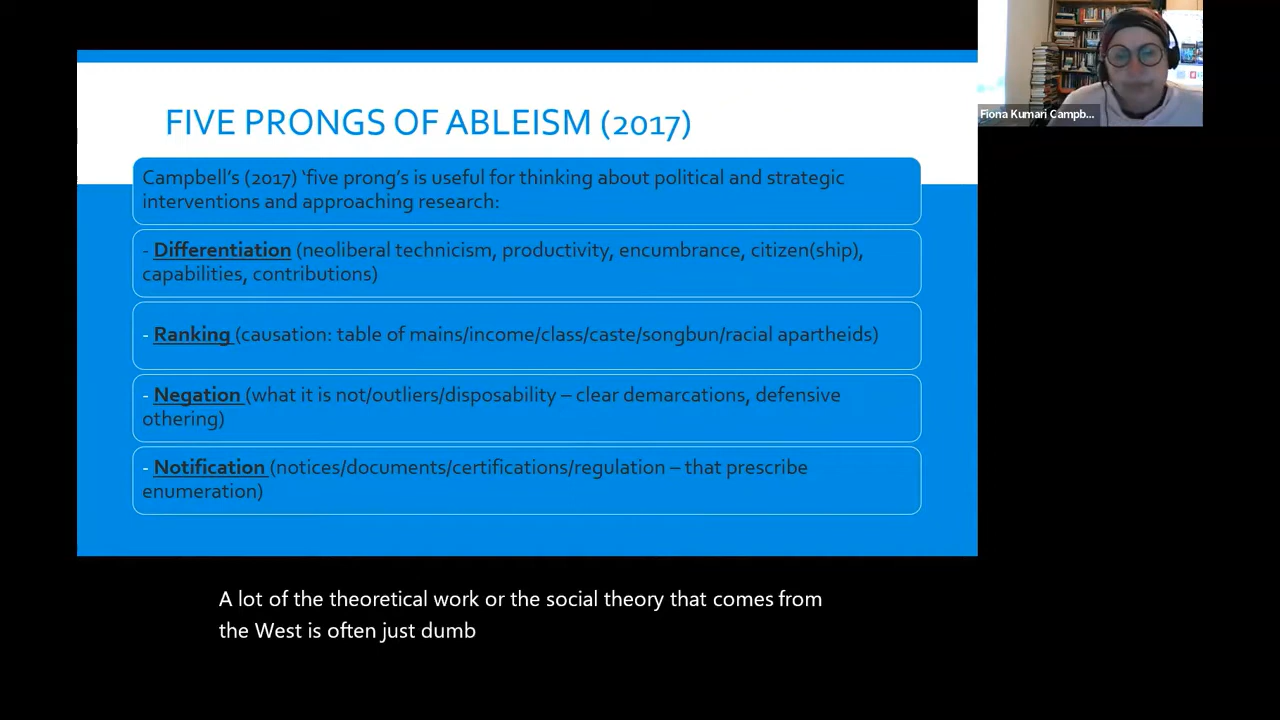 FIVE PRONGS OF ABLEISM (2017)
Fiona Kumari Campb...
Campbell's (2017) 'five prong's is useful for thinking about political and strategic
interventions and approaching research:
- Differentiation (neoliberal technicism, productivity, encumbrance, citizen(ship),
capabilities, contributions)
- Ranking (causation: table of mains/income/class/caste/songbun/racial apartheids)
- Negation (what it is not/outliers/disposability – clear demarcations, defensive
othering)
- Notification (notices/documents/certifications/regulation – that prescribe
enumeration)
A lot of the theoretical work or the social theory that comes from
the West is often just dumb